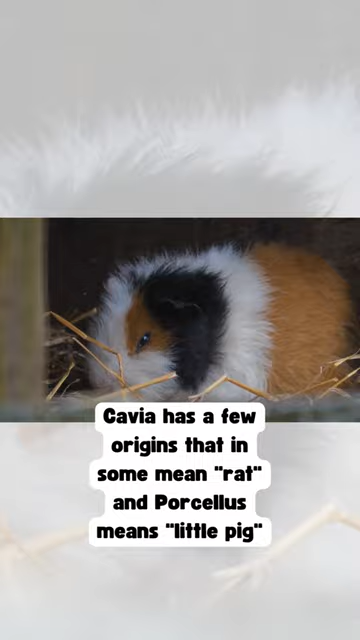 Cavia has a few
origins that in
some mean "rat"
and Porcellus
means "little pig"